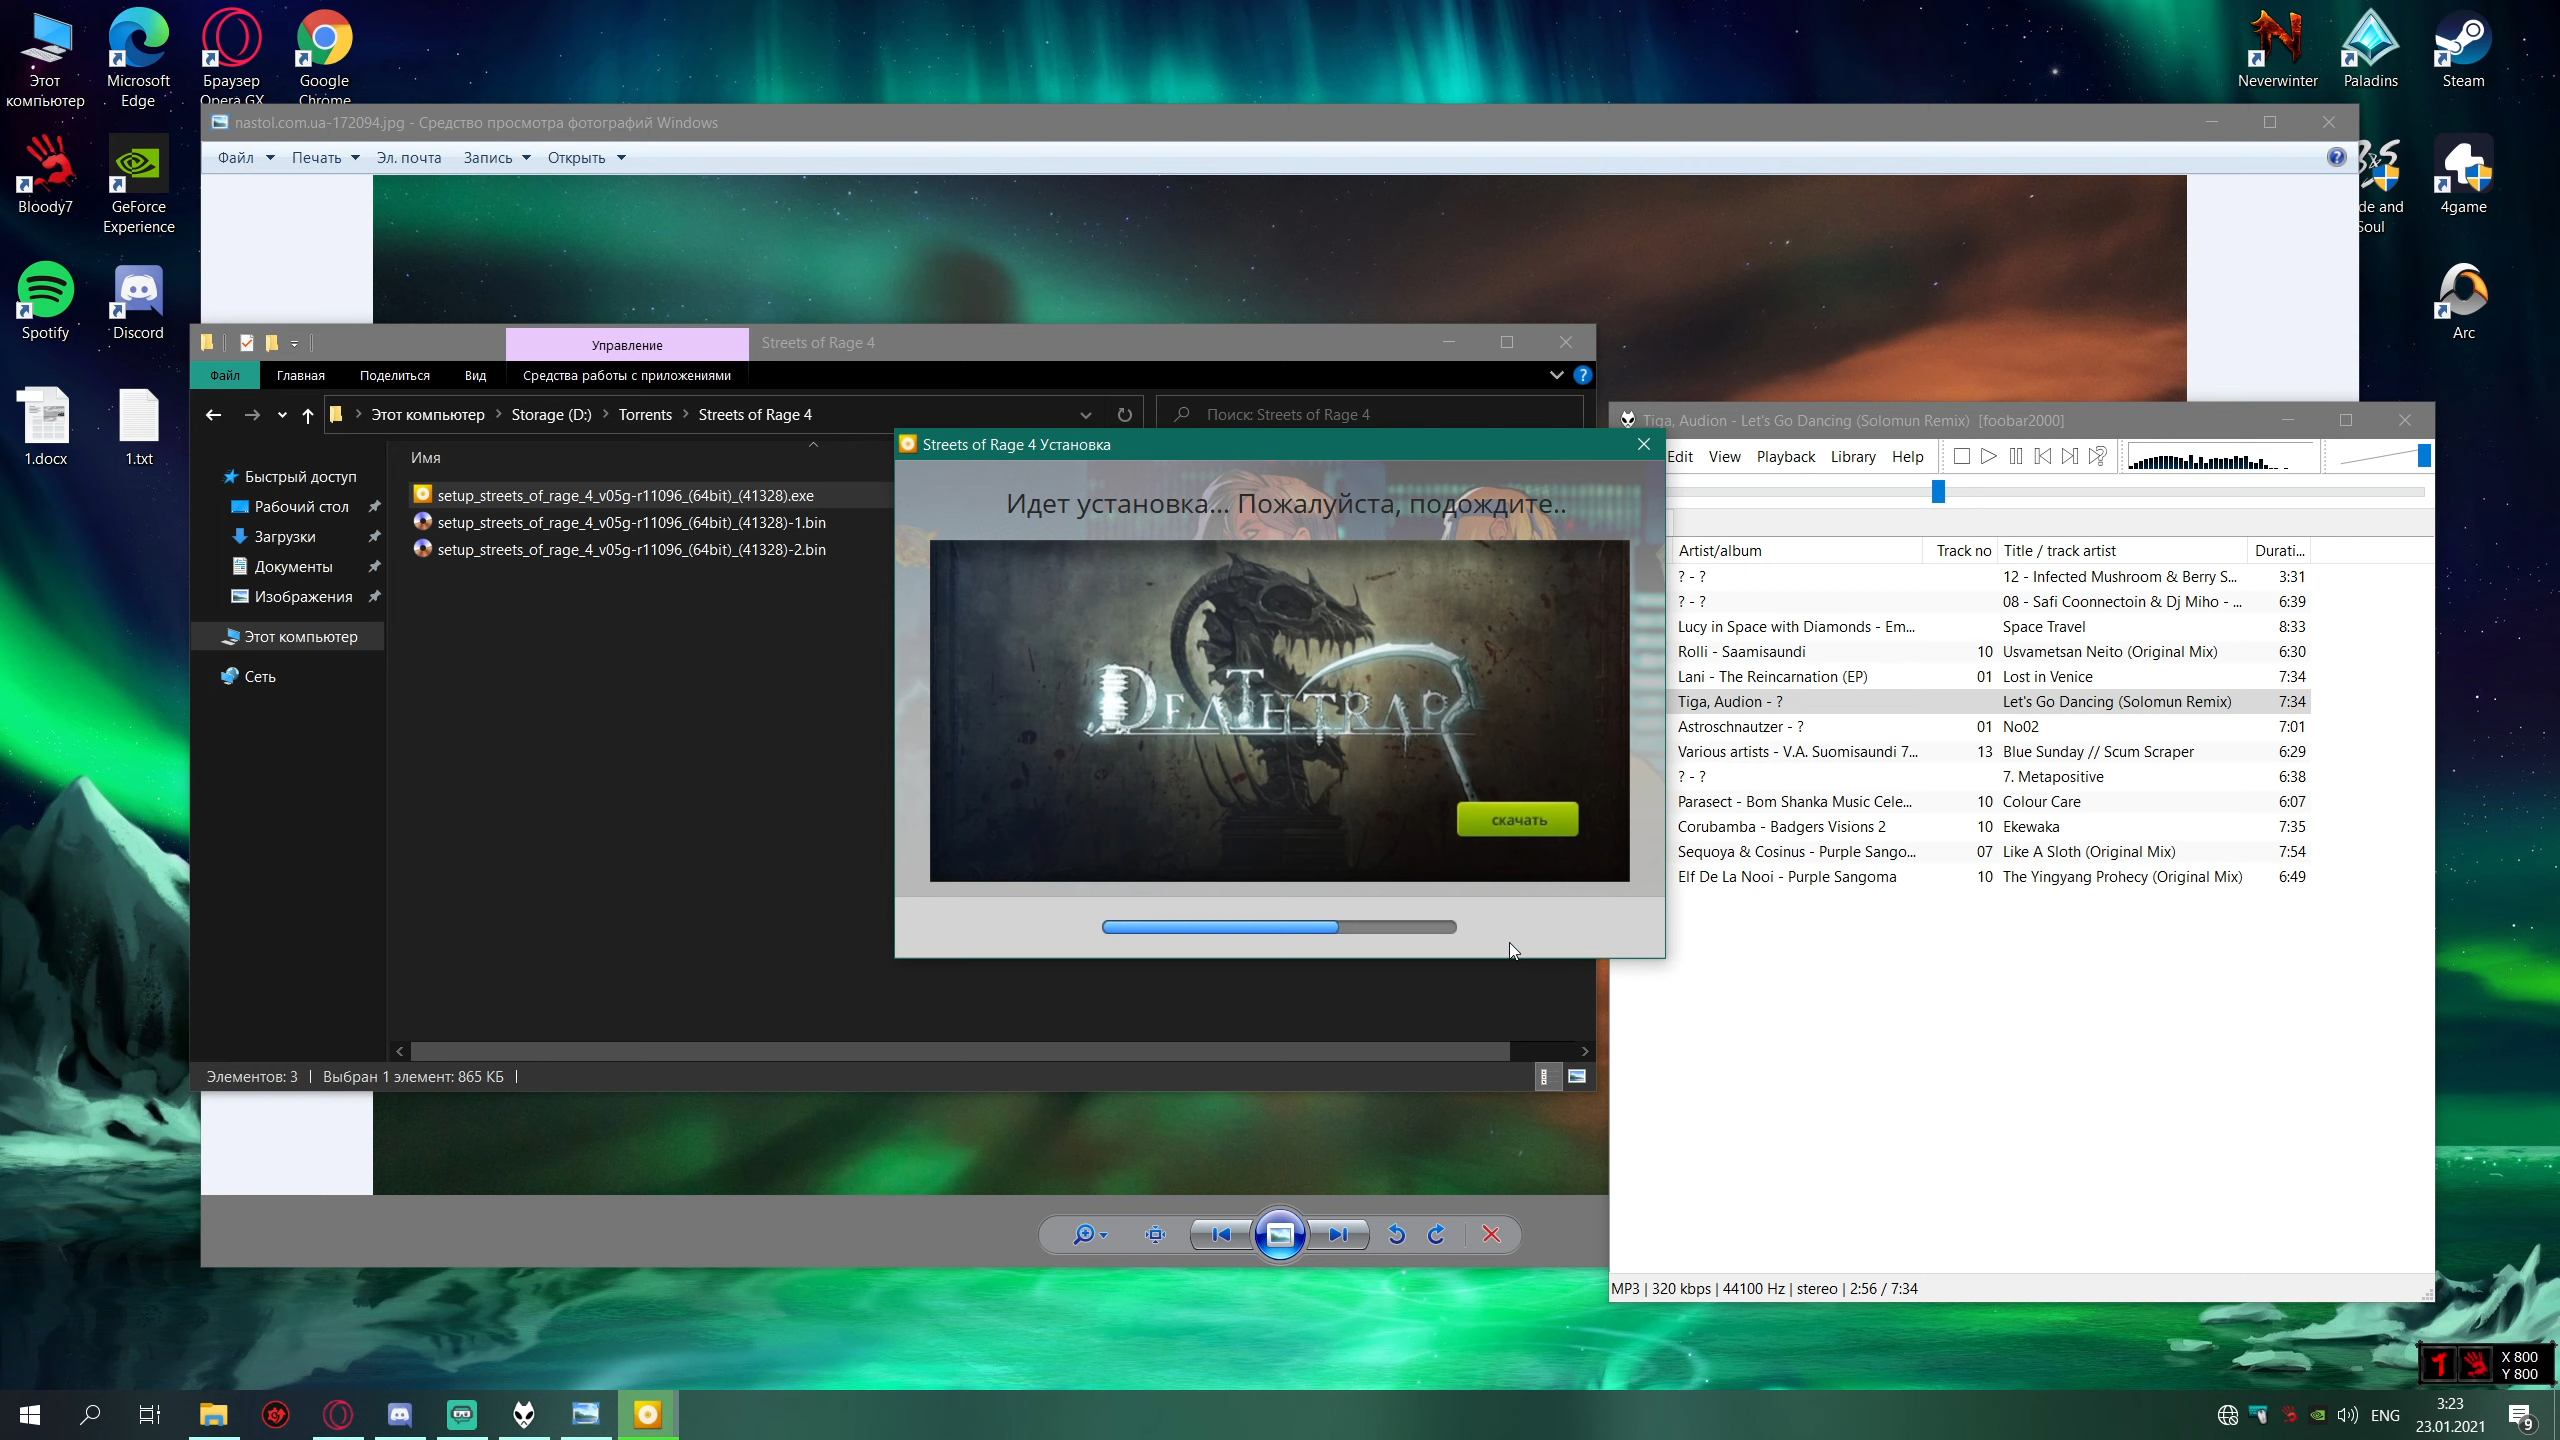 Этот
компьютер
Microsoft
Edge
Браузер
Opera GX
Google
Chrome
Neverwinter
Paladins
Steam
nastol.com.ua-172094.jpg - Средство просмотра фотографий Windows
Файл
Печать
Эл. почта
Запись
Открыть
Bloody7
GeForce
Experience
de and
Soul
4game
Spotify
Discord
Arc
1.docx
1.txt
Управление
Streets of Rage 4
Файл
Главная
Поделиться
Вид
Средства работы с приложениями
Этот компьютер
Storage (D:)
Torrents
Streets of Rage 4
Поиск: Streets of Rage 4
Имя
Быстрый доступ
Рабочий стол
Загрузки
Документы
Изображения
Этот компьютер
Сеть
setup_streets_of_rage_4_v05g-r11096_(64bit)_(41328).exe
setup_streets_of_rage_4_v05g-r11096_(64bit)_(41328)-1.bin
setup_streets_of_rage_4_v05g-r11096_(64bit)_(41328)-2.bin
Элементов: 3
Выбран 1 элемент: 865 КБ
Streets of Rage 4 Установка
Идет установка... Пожалуйста, подождите..
DEATHTRAP
скачать
Tiga, Audion - Let's Go Dancing (Solomun Remix) [foobar2000]
Edit View Playback Library Help
Artist/album Track no Title / track artist Durati...
? - ? 12 - Infected Mushroom & Berry S... 3:31
? - ? 08 - Safi Coonnectoin & Dj Miho - ... 6:39
Lucy in Space with Diamonds - Em... Space Travel 8:33
Rolli - Saamisaundi 10 Usvametsan Neito (Original Mix) 6:30
Lani - The Reincarnation (EP) 01 Lost in Venice 7:34
Tiga, Audion - ? Let's Go Dancing (Solomun Remix) 7:34
Astroschnautzer - ? 01 No02 7:01
Various artists - V.A. Suomisaundi 7... 13 Blue Sunday // Scum Scraper 6:29
? - ? 7. Metapositive 6:38
Parasect - Bom Shanka Music Cele... 10 Colour Care 6:07
Corubamba - Badgers Visions 2 10 Ekewaka 7:35
Sequoya & Cosinus - Purple Sango... 07 Like A Sloth (Original Mix) 7:54
Elf De La Nooi - Purple Sangoma 10 The Yingyang Prohecy (Original Mix) 6:49
MP3 | 320 kbps | 44100 Hz | stereo | 2:56 / 7:34
X 800
Y 800
ENG
3:23
23.01.2021
9